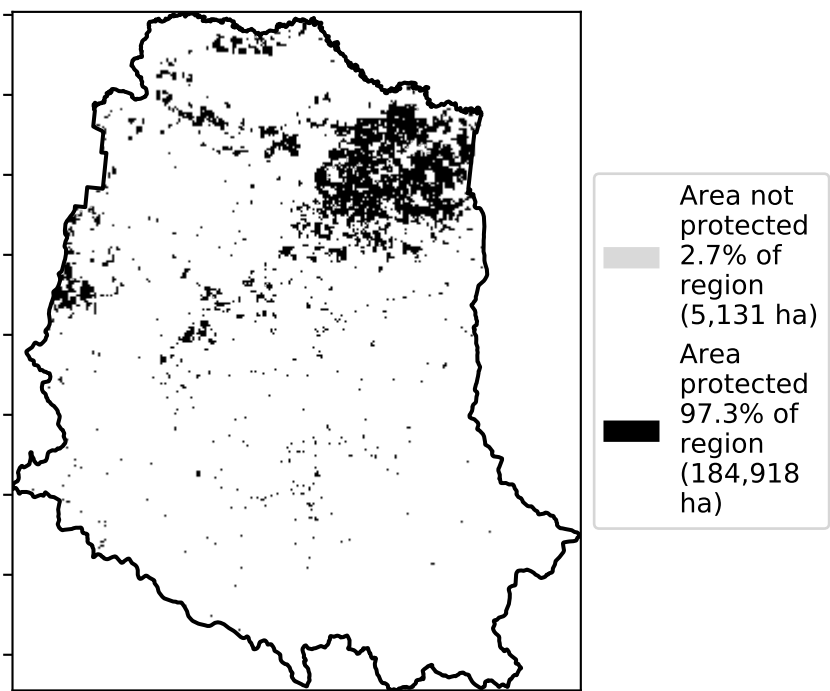 Area not
protected
2.7% of
region
(5,131 ha)
Area
protected
97.3% of
region
(184,918
ha)